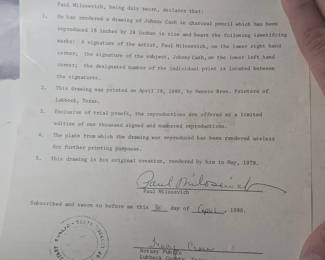 Paul Milosevich, being duly sworn, declares that:
1. He has rendered a drawing of Johnny Cash in charcoal pencil which has been
reproduced 18 inches by 24 inches in size and bears the following identifying
marks: A signature of the artist, Paul Milosevich, on the lower right hand
corner; the signature of the subject, Johnny Cash, on the lower left hand
corner; the designated number of the individual print is located between
the signatures.
2. This drawing was printed on April 28, 1980, by Mennis Bros. Printers of
Lubbock, Texas.
3. Exclusive of trial proofs, the reproductions are offered as a limited
edition of one thousand signed and numbered reproductions.
4. The plate from which the drawing was reproduced has been rendered useless
for further printing purposes.
5. This drawing is his original creation, rendered by him in May, 1979.
Paul Milosevich
Paul Milosevich
Subscribed and sworn to before me this 30 day of April, 1980.
Notary Public
Lubbock County, Texas